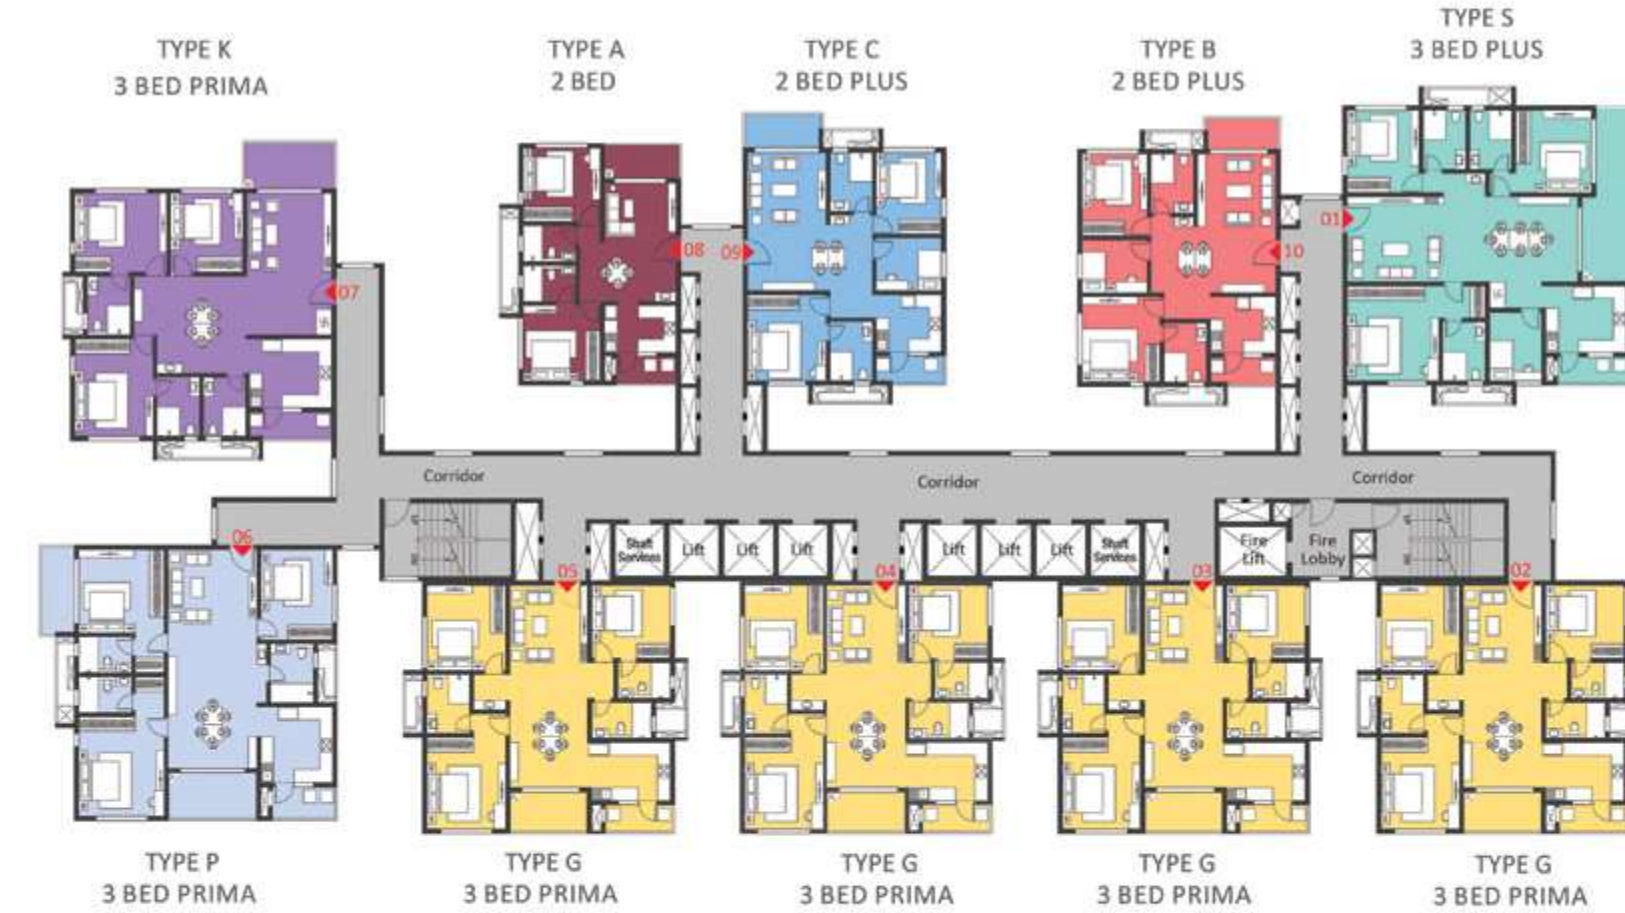 TYPE K
3 BED PRIMA
TYPE A
2 BED
TYPE C
2 BED PLUS
TYPE B
2 BED PLUS
TYPE S
3 BED PLUS
01
08
09
10
07
Corridor
Corridor
Corridor
06
Shaft
Services
Lift
Lift
Lift
Lift
Lift
Lift
Shaft
Services
Fire
Lift
Fire
Lobby
05
04
03
02
TYPE P
3 BED PRIMA
TYPE G
3 BED PRIMA
TYPE G
3 BED PRIMA
TYPE G
3 BED PRIMA
TYPE G
3 BED PRIMA